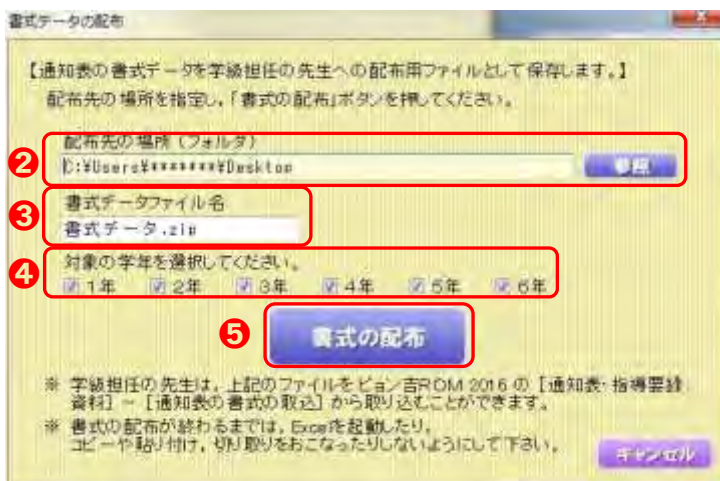 書式データの配布
【通知表の書式データを学級担任の先生への配布用ファイルとして保存します。】
配布先の場所を指定し、「書式の配布」ボタンを押してください。
配布先の場所（フォルダ）
❷
C:¥Users¥*******¥Desktop
参照
❸
書式データファイル名
書式データ.zip
❹
対象の学年を選択してください。
1年 2年 3年 4年 5年 6年
❺
書式の配布
※ 学級担任の先生は、上記のファイルをピョン吉ROM 2016 の［通知表・指導要録
資料］－［通知表の書式の取込］から取り込むことができます。
※ 書式の配布が終わるまでは、Excelを起動したり、
コピーや貼り付け、切り取りをおこなったりしないようにして下さい。
キャンセル